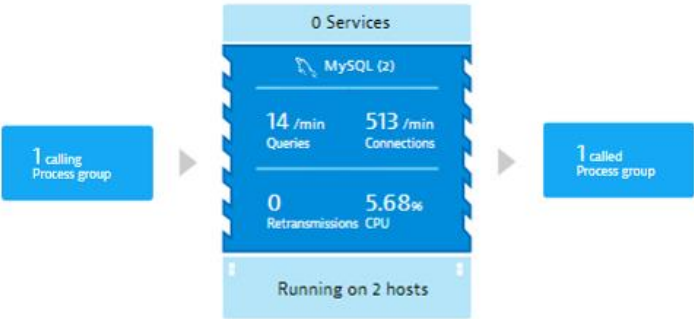 0 Services
MySQL (2)
14 /min
Queries
513 /min
Connections
1 calling
Process group
1 called
Process group
0
Retransmissions
5.68%
CPU
Running on 2 hosts